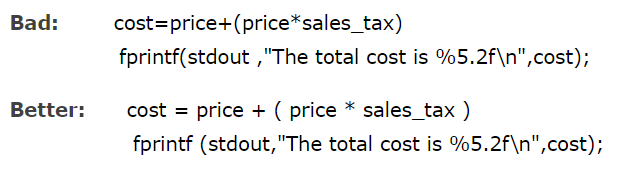 Bad: cost=price+(price*sales_tax)
fprintf(stdout ,"The total cost is %5.2f\n",cost);
Better: cost = price + ( price * sales_tax )
fprintf (stdout,"The total cost is %5.2f\n",cost);